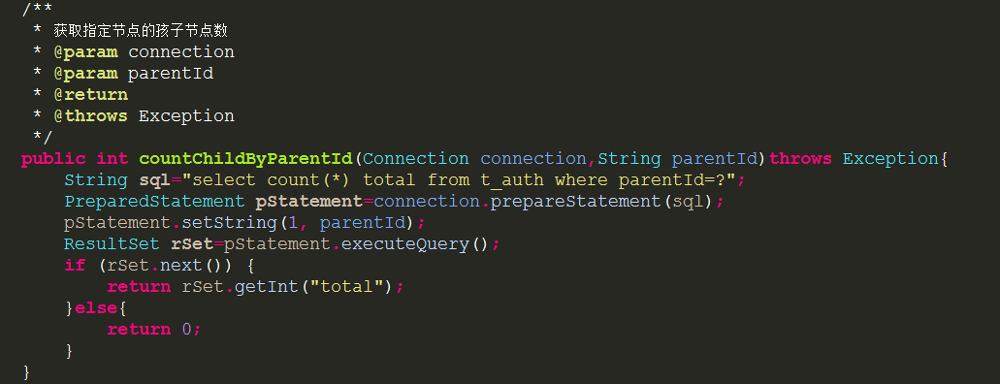 /**
 * 获取指定节点的孩子节点数
 * @param connection
 * @param parentId
 * @return
 * @throws Exception
 */
public int countChildByParentId(Connection connection,String parentId)throws Exception{
    String sql="select count(*) total from t_auth where parentId=?";
    PreparedStatement pStatement=connection.prepareStatement(sql);
    pStatement.setString(1, parentId);
    ResultSet rSet=pStatement.executeQuery();
    if (rSet.next()) {
        return rSet.getInt("total");
    }else{
        return 0;
    }
}